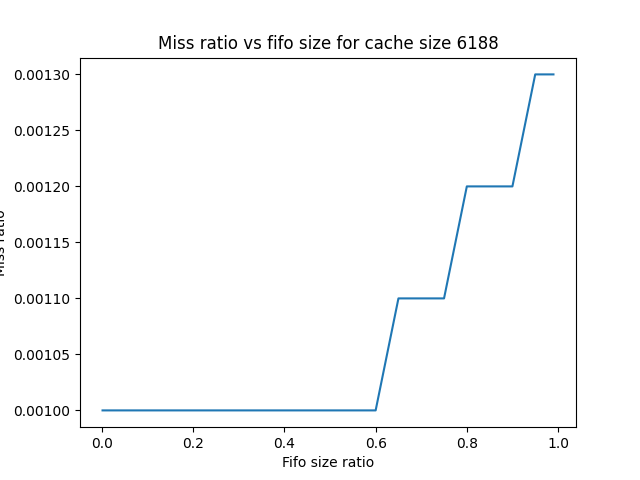 Miss ratio vs fifo size for cache size 6188
0.00130
0.00125
0.00120
0.00115
0.00110
0.00105
0.00100
Miss ratio
0.0 0.2 0.4 0.6 0.8 1.0
Fifo size ratio